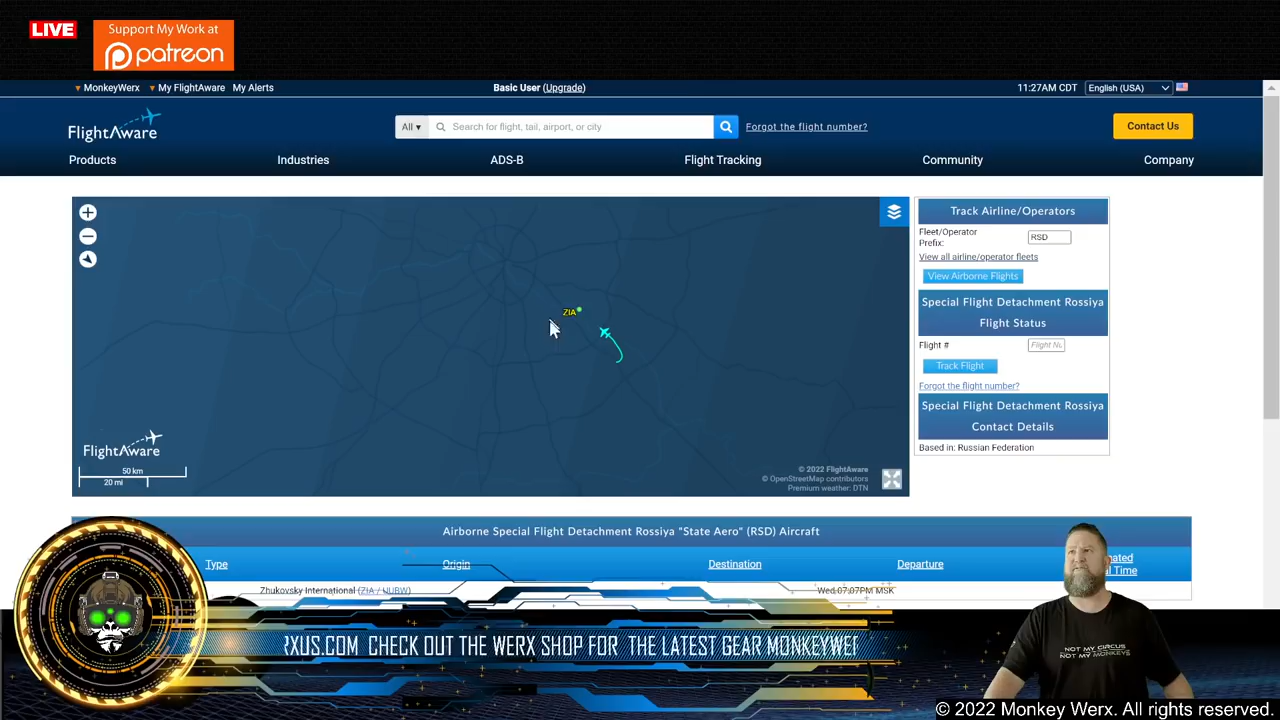 LIVE
Support My Work at
patreon
MonkeyWerx My FlightAware My Alerts
Basic User (Upgrade)
11:27AM CDT English (USA)
FlightAware
All Search for flight, tail, airport, or city
Forgot the flight number?
Contact Us
Products Industries ADS-B Flight Tracking Community Company
ZIA
FlightAware
50 km
20 mi
© 2022 FlightAware
© OpenStreetMap contributors
Premium weather: DTN
Track Airline/Operators
Fleet/Operator
Prefix:
RSD
View all airline/operator fleets
View Airborne Flights
Special Flight Detachment Rossiya
Flight Status
Flight #
Flight Nu
Track Flight
Forgot the flight number?
Special Flight Detachment Rossiya
Contact Details
Based in: Russian Federation
Airborne Special Flight Detachment Rossiya "State Aero" (RSD) Aircraft
Type Origin Destination Departure
mated
l Time
Zhukovsky International (ZIA / UUBW) Wed 07:07PM MSK
RXUS.COM CHECK OUT THE WERX SHOP FOR THE LATEST GEAR MONKEYWE
NOT MY CIRCUS
NOT MY MONKEYS
© 2022 Monkey Werx. All rights reserved.